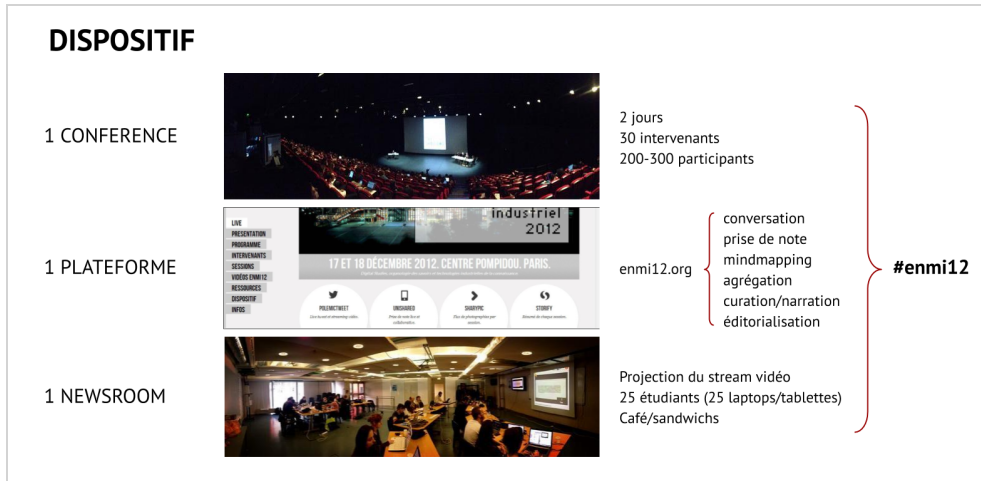 DISPOSITIF
1 CONFERENCE
2 jours
30 intervenants
200-300 participants
1 PLATEFORME
LIVE
PRESENTATION
PROGRAMME
INTERVENANTS
SESSIONS
VIDÉOS ENMI12
RESSOURCES
DISPOSITIF
INFOS
industriel
2012
17 ET 18 DÉCEMBRE 2012. CENTRE POMPIDOU. PARIS.
POLEMICTWEET
UNSHARED
SHARYPIC
STORIFY
enmi12.org
conversation
prise de note
mindmapping
agrégation
curation/narration
éditorialisation
#enmi12
1 NEWSROOM
Projection du stream vidéo
25 étudiants (25 laptops/tablettes)
Café/sandwichs